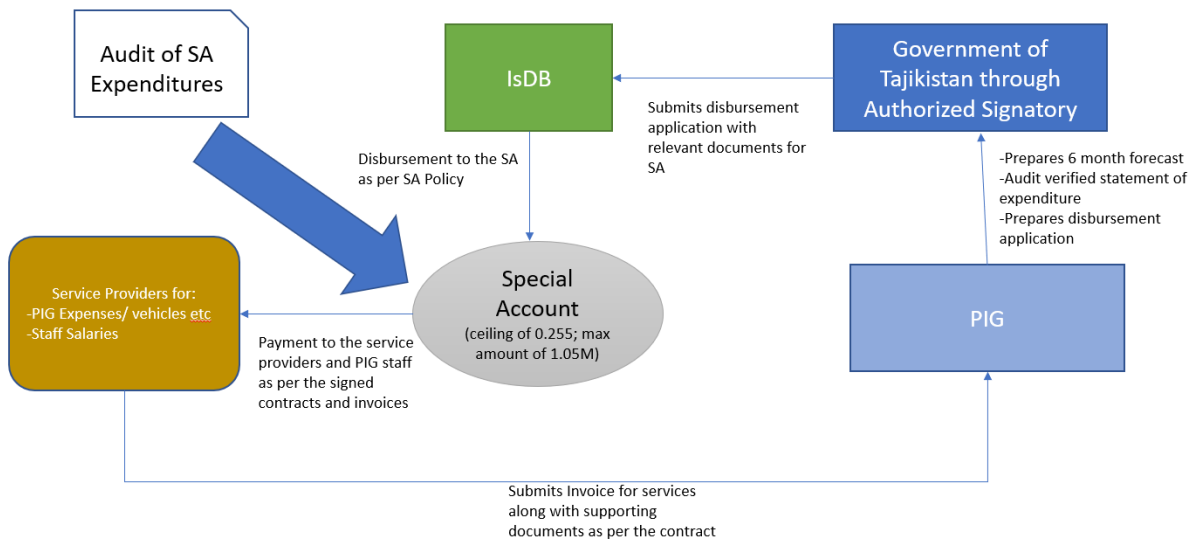 Audit of SA
Expenditures
IsDB
Government of
Tajikistan through
Authorized Signatory
Submits disbursement
application with
relevant documents for
SA
Disbursement to the SA
as per SA Policy
-Prepares 6 month forecast
-Audit verified statement of
expenditure
-Prepares disbursement
application
Service Providers for:
-PIG Expenses/ vehicles etc
-Staff Salaries
Special
Account
(ceiling of 0.255; max
amount of 1.05M)
PIG
Payment to the service
providers and PIG staff
as per the signed
contracts and invoices
Submits Invoice for services
along with supporting
documents as per the contract